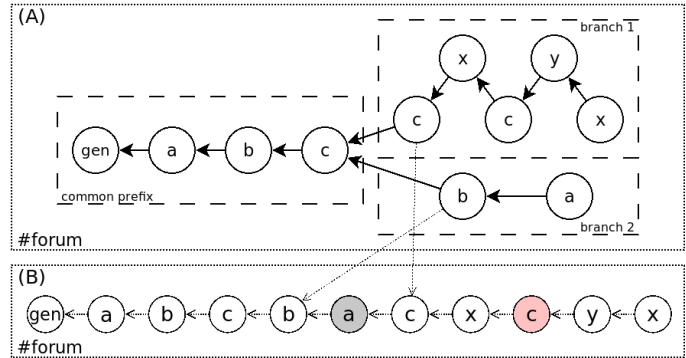 (A)
branch 1
x
y
c
c
x
gen
a
b
c
common prefix
b
a
branch 2
#forum
(B)
gen a b c b a c x c y x
#forum